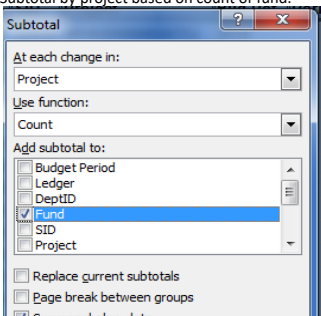 Subtotal by project based on count of fund.
Subtotal
?
X
At each change in:
Project
Use function:
Count
Add subtotal to:
Budget Period
Ledger
DeptID
Fund
SID
Project
Replace current subtotals
Page break between groups